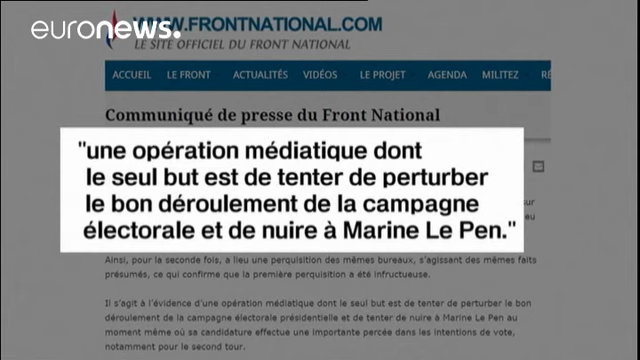 euronews.
WWW.FRONTNATIONAL.COM
LE SITE OFFICIEL DU FRONT NATIONAL
ACCUEIL LE FRONT ACTUALITÉS VIDÉOS LE PROJET AGENDA MILITEZ
Communiqué de presse du Front National
"une opération médiatique dont
le seul but est de tenter de perturber
le bon déroulement de la campagne
électorale et de nuire à Marine Le Pen."
Ainsi, pour la seconde fois, a lieu une perquisition des mêmes bureaux, s'agissant des mêmes faits
présumés, ce qui confirme que la première perquisition a été infructueuse.
Il s'agit à l'évidence d'une opération médiatique dont le seul but est de tenter de perturber le bon
déroulement de la campagne électorale présidentielle et de tenter de nuire à Marine Le Pen au
moment même où sa candidature effectue une importante percée dans les intentions de vote,
notamment pour le second tour.